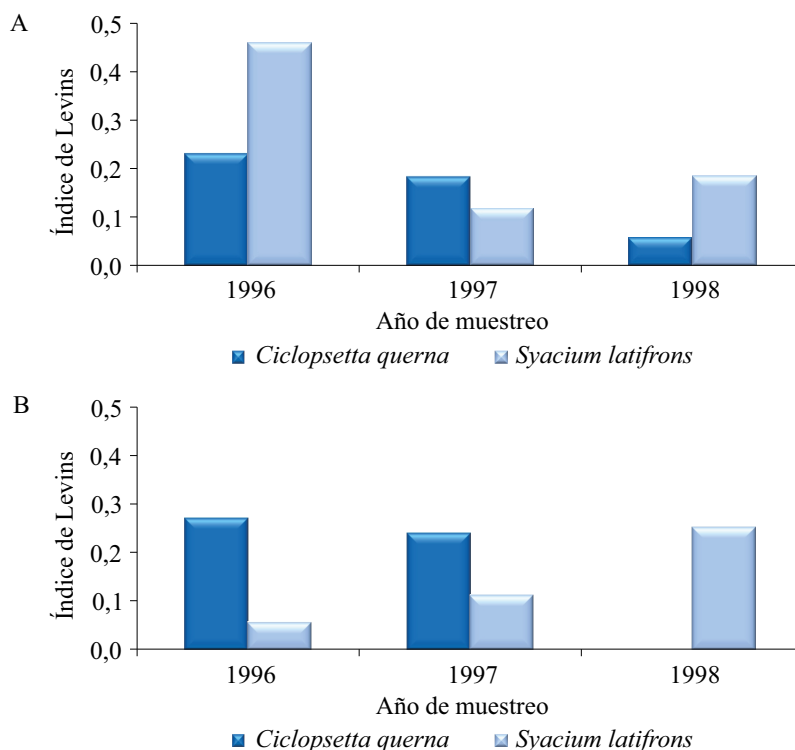 A
Índice de Levins
0,5
0,4
0,3
0,2
0,1
0,0
1996 1997 1998
Año de muestreo
Ciclopsetta querna Syacium latifrons
B
Índice de Levins
0,5
0,4
0,3
0,2
0,1
0,0
1996 1997 1998
Año de muestreo
Ciclopsetta querna Syacium latifrons